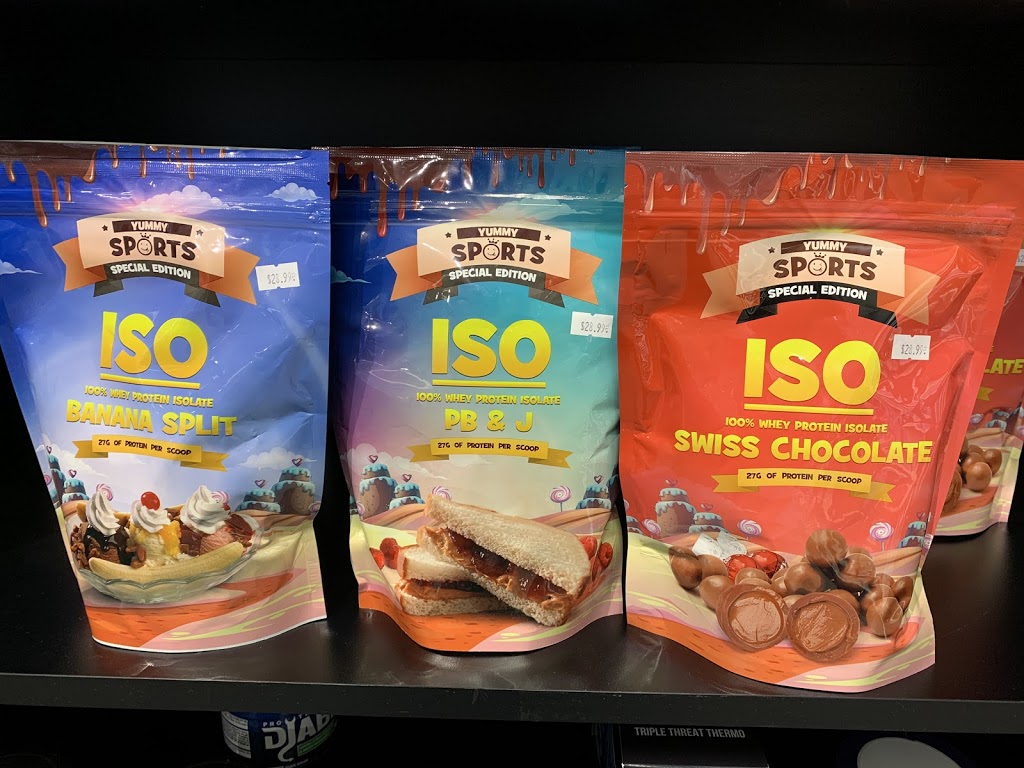 YUMMY
SPORTS
SPECIAL EDITION
$28.99
ISO
100% WHEY PROTEIN ISOLATE
BANANA SPLIT
27G OF PROTEIN PER SCOOP
YUMMY
SPORTS
SPECIAL EDITION
$28.99
ISO
100% WHEY PROTEIN ISOLATE
PB & J
27G OF PROTEIN PER SCOOP
YUMMY
SPORTS
SPECIAL EDITION
$28.99
ISO
100% WHEY PROTEIN ISOLATE
SWISS CHOCOLATE
27G OF PROTEIN PER SCOOP
LATE
TRIPLE THREAT THERMO